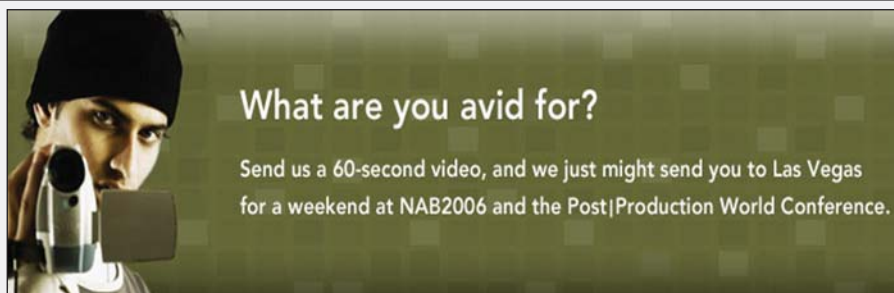 What are you avid for?
Send us a 60-second video, and we just might send you to Las Vegas
for a weekend at NAB2006 and the Post|Production World Conference.